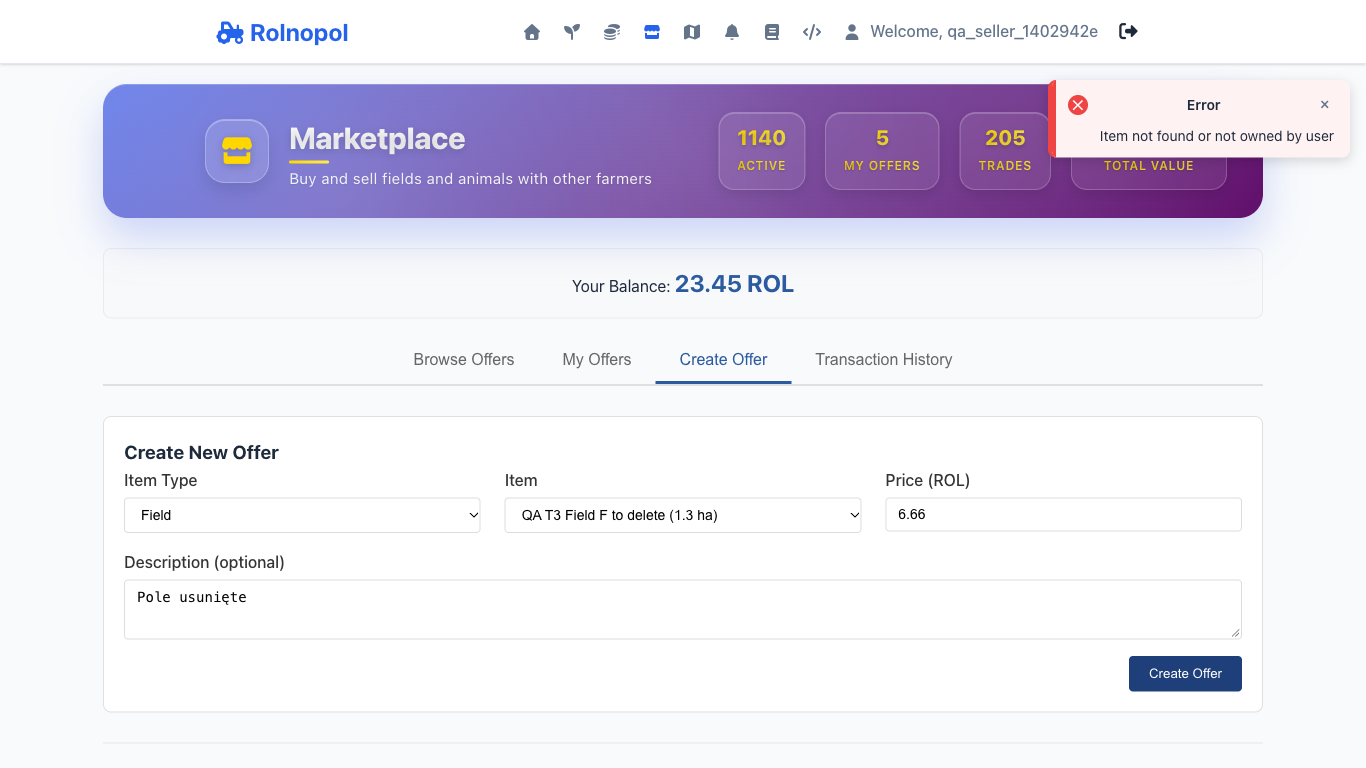 Rolnopol
Welcome, qa_seller_1402942e
Error
×
Item not found or not owned by user
Marketplace
Buy and sell fields and animals with other farmers
1140
ACTIVE
5
MY OFFERS
205
TRADES
TOTAL VALUE
Your Balance: 23.45 ROL
Browse Offers
My Offers
Create Offer
Transaction History
Create New Offer
Item Type
Item
Price (ROL)
Field
QA T3 Field F to delete (1.3 ha)
6.66
Description (optional)
Pole usunięte
Create Offer